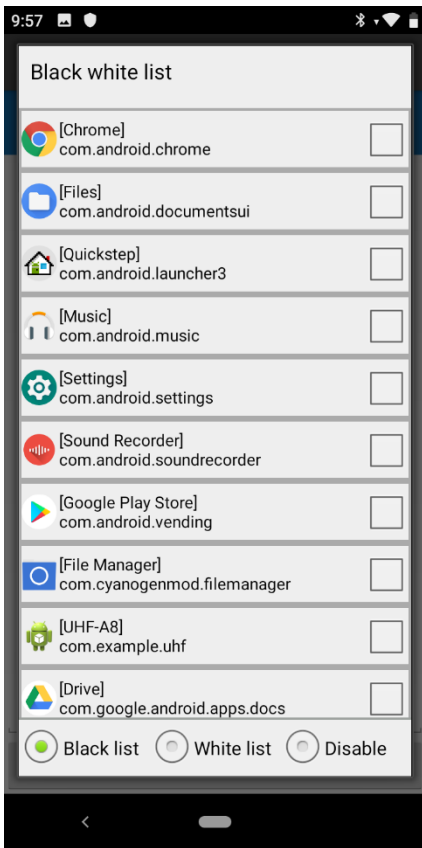 9:57
Black white list
[Chrome]
com.android.chrome
[Files]
com.android.documentsui
[Quickstep]
com.android.launcher3
[Music]
com.android.music
[Settings]
com.android.settings
[Sound Recorder]
com.android.soundrecorder
[Google Play Store]
com.android.vending
[File Manager]
com.cyanogenmod.filemanager
[UHF-A8]
com.example.uhf
[Drive]
com.google.android.apps.docs
Black list White list Disable